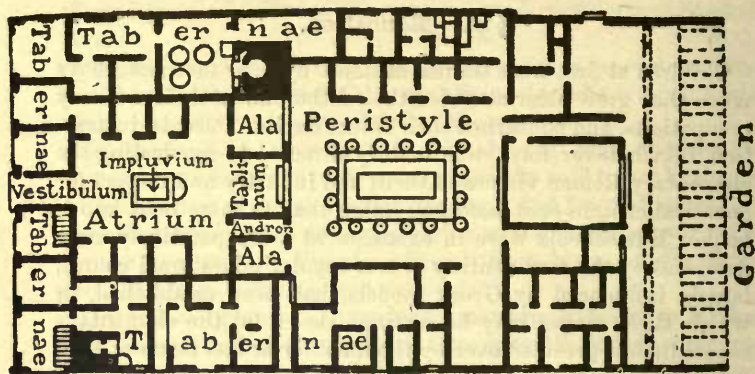 Tab er n ae
Tab er nae
Ala
Peristyle
Impluvium
Vestibulum
Tabli-
num
Atrium
Andron
Ala
Garden
Tab er nae
T ab er n ae